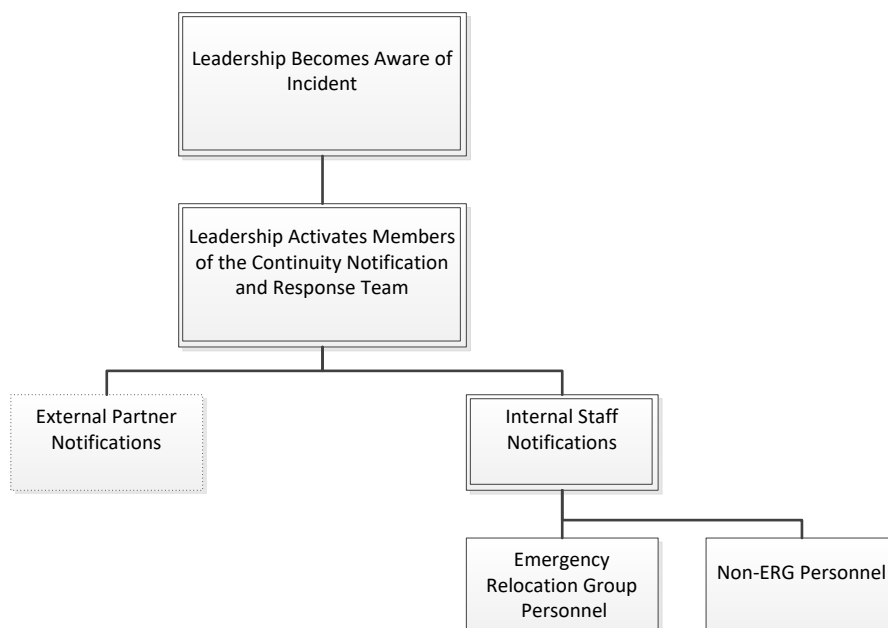 Leadership Becomes Aware of
Incident
Leadership Activates Members
of the Continuity Notification
and Response Team
External Partner
Notifications
Internal Staff
Notifications
Emergency
Relocation Group
Personnel
Non-ERG Personnel